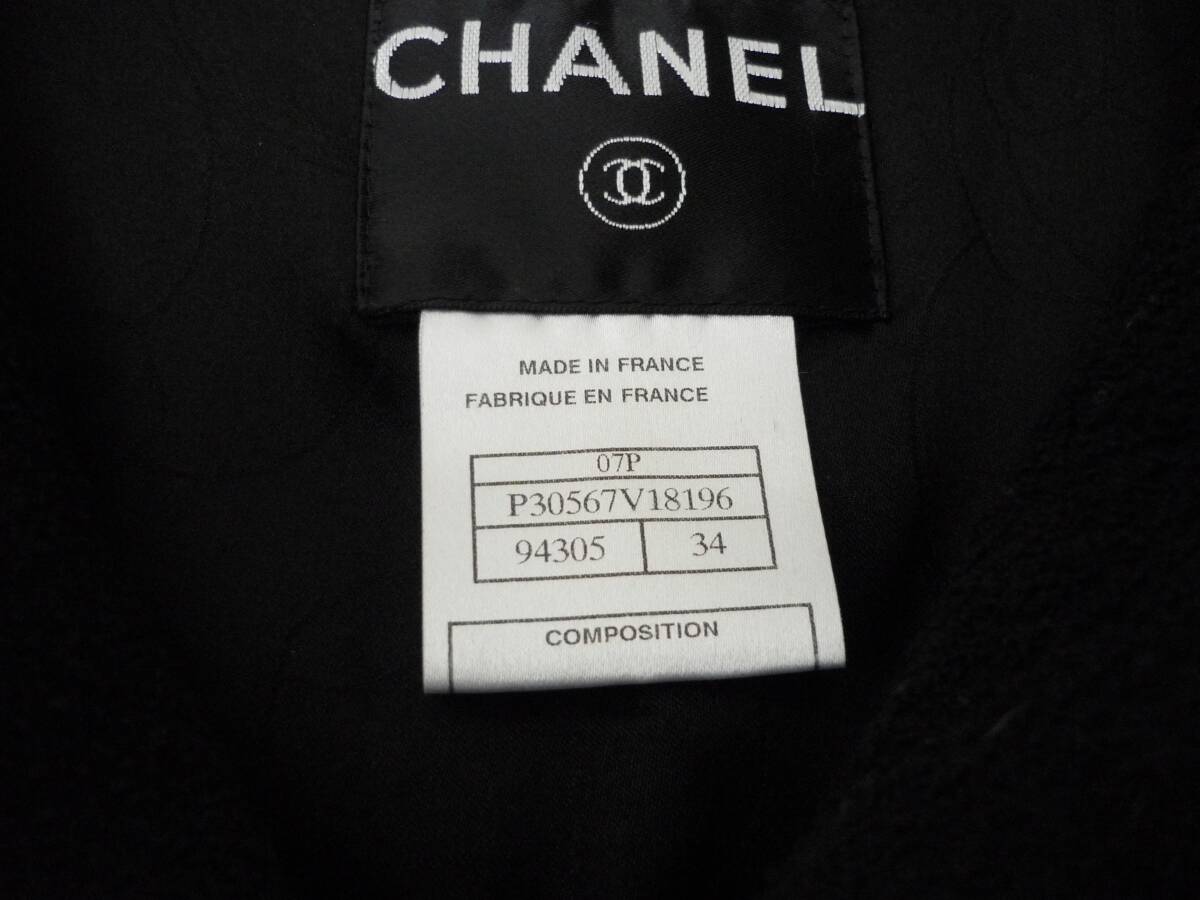 CHANEL
MADE IN FRANCE
FABRIQUE EN FRANCE
07P
P30567V18196
94305 34
COMPOSITION